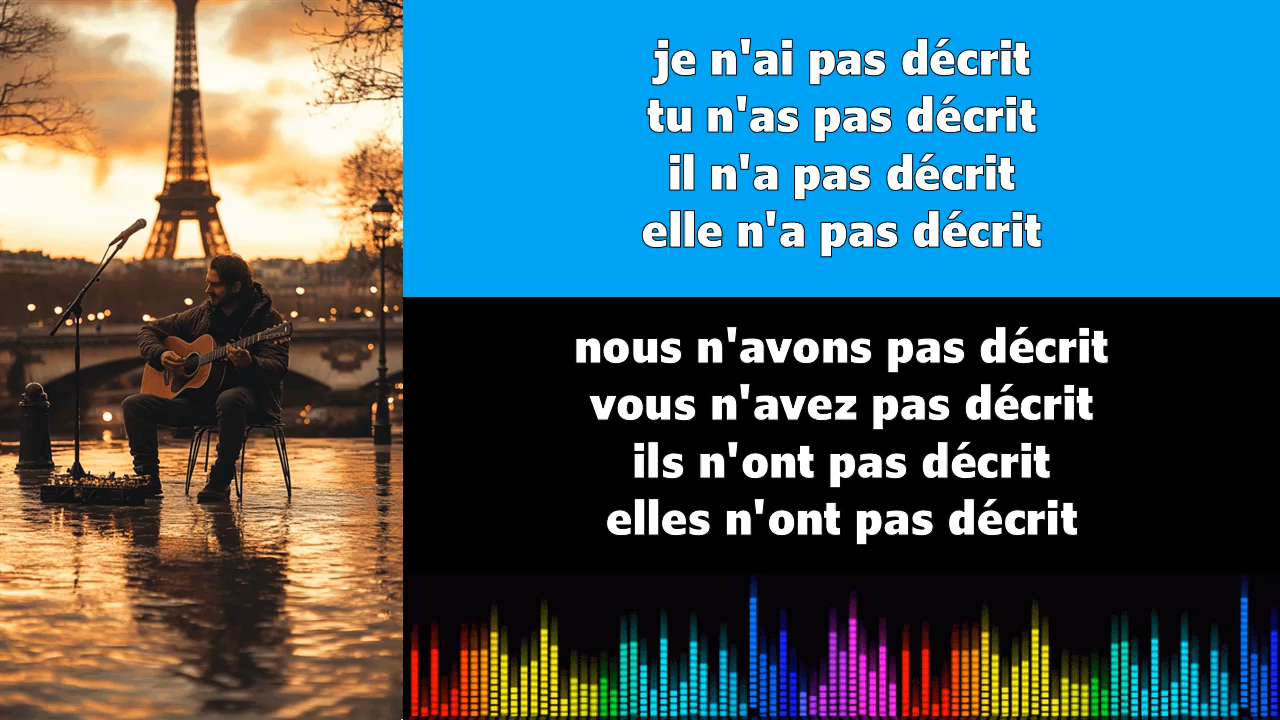 je n'ai pas décrit
tu n'as pas décrit
il n'a pas décrit
elle n'a pas décrit
nous n'avons pas décrit
vous n'avez pas décrit
ils n'ont pas décrit
elles n'ont pas décrit